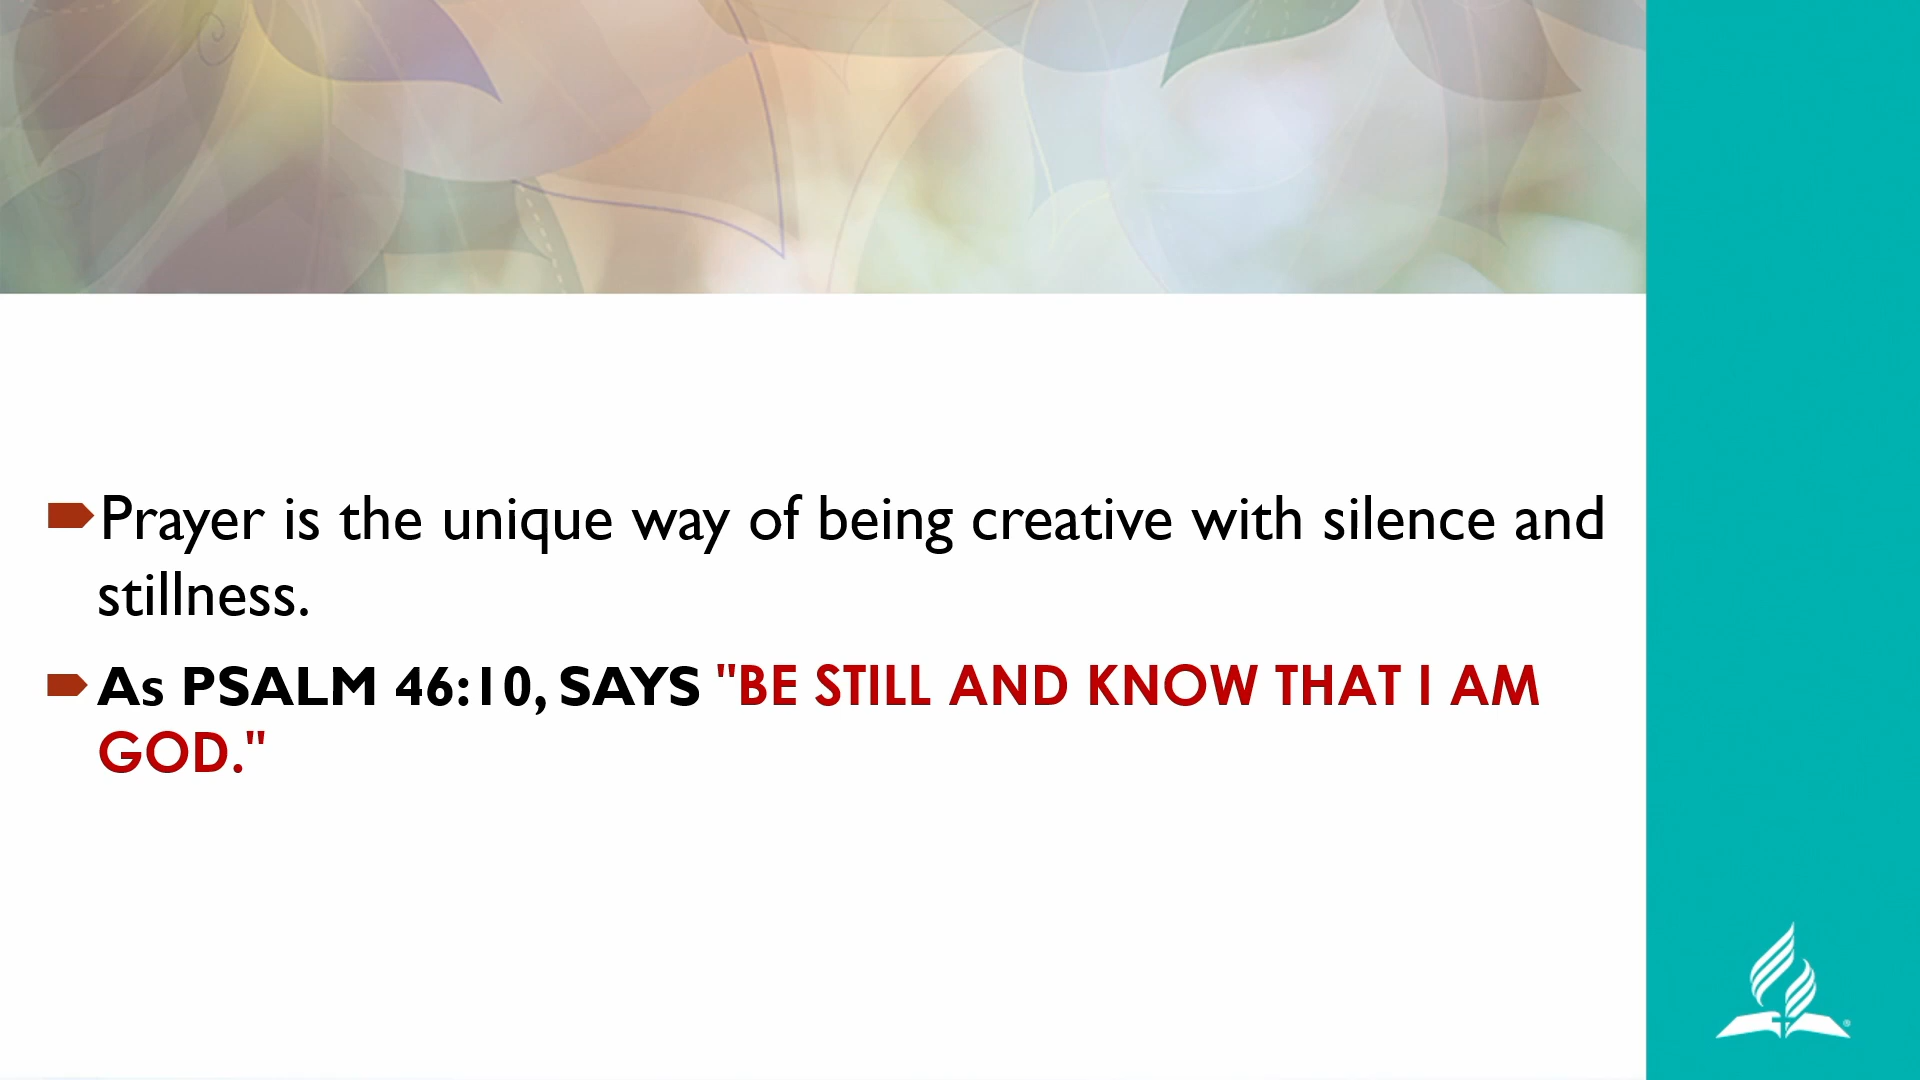 Prayer is the unique way of being creative with silence and
stillness.
As PSALM 46:10, SAYS "BE STILL AND KNOW THAT I AM
GOD."